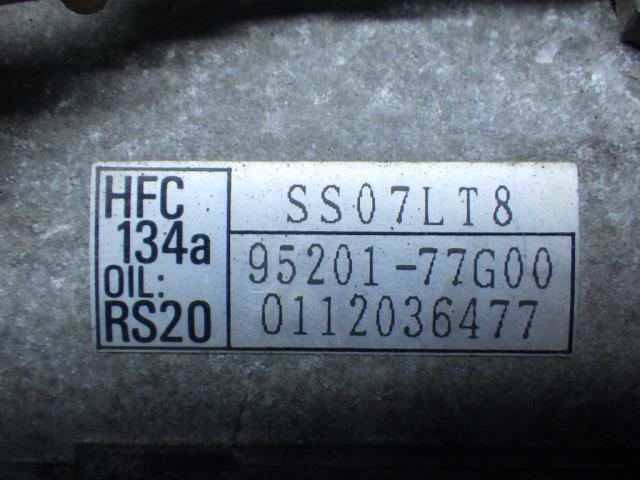 HFC
134a
OIL:
RS20
SS07LT8
95201-77G00
0112036477